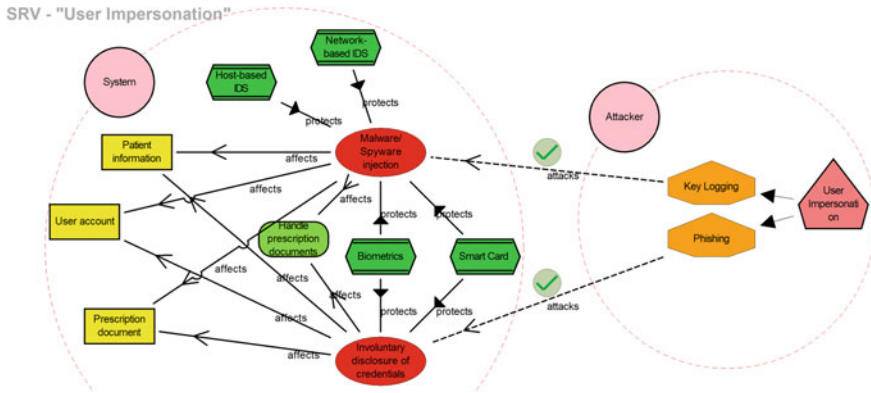 SRV - "User Impersonation"
Network-
based IDS
Host-based
IDS
System
protects
protects
Attacker
Patient
information
Malware/
Spyware
injection
affects
attacks
affects
affects
Key Logging
User
Impersonati
on
User account
Handle
prescription
documents
protects
protects
Phishing
affects
Biometrics
Smart Card
affects
affects
attacks
Prescription
document
affects
protects
protects
affects
Involuntary
disclosure of
credentials